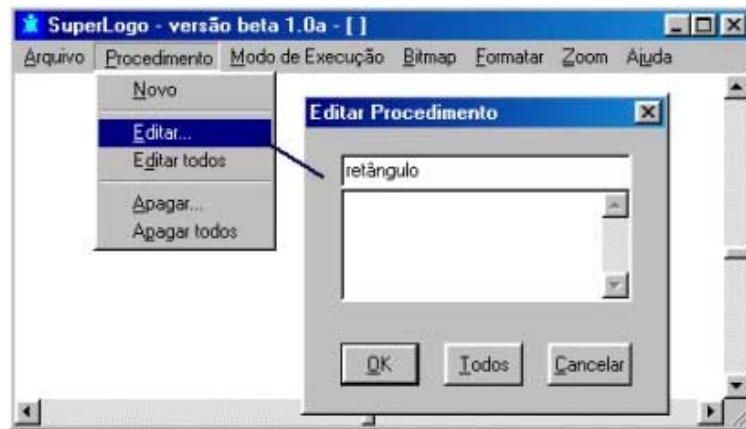 SuperLogo - versão beta 1.0a - [ ]
Arquivo Procedimento Modo de Execução Bitmap Formatar Zoom Ajuda
Novo
Editar...
Editar todos
Apagar...
Apagar todos
Editar Procedimento
retângulo
OK Todos Cancelar